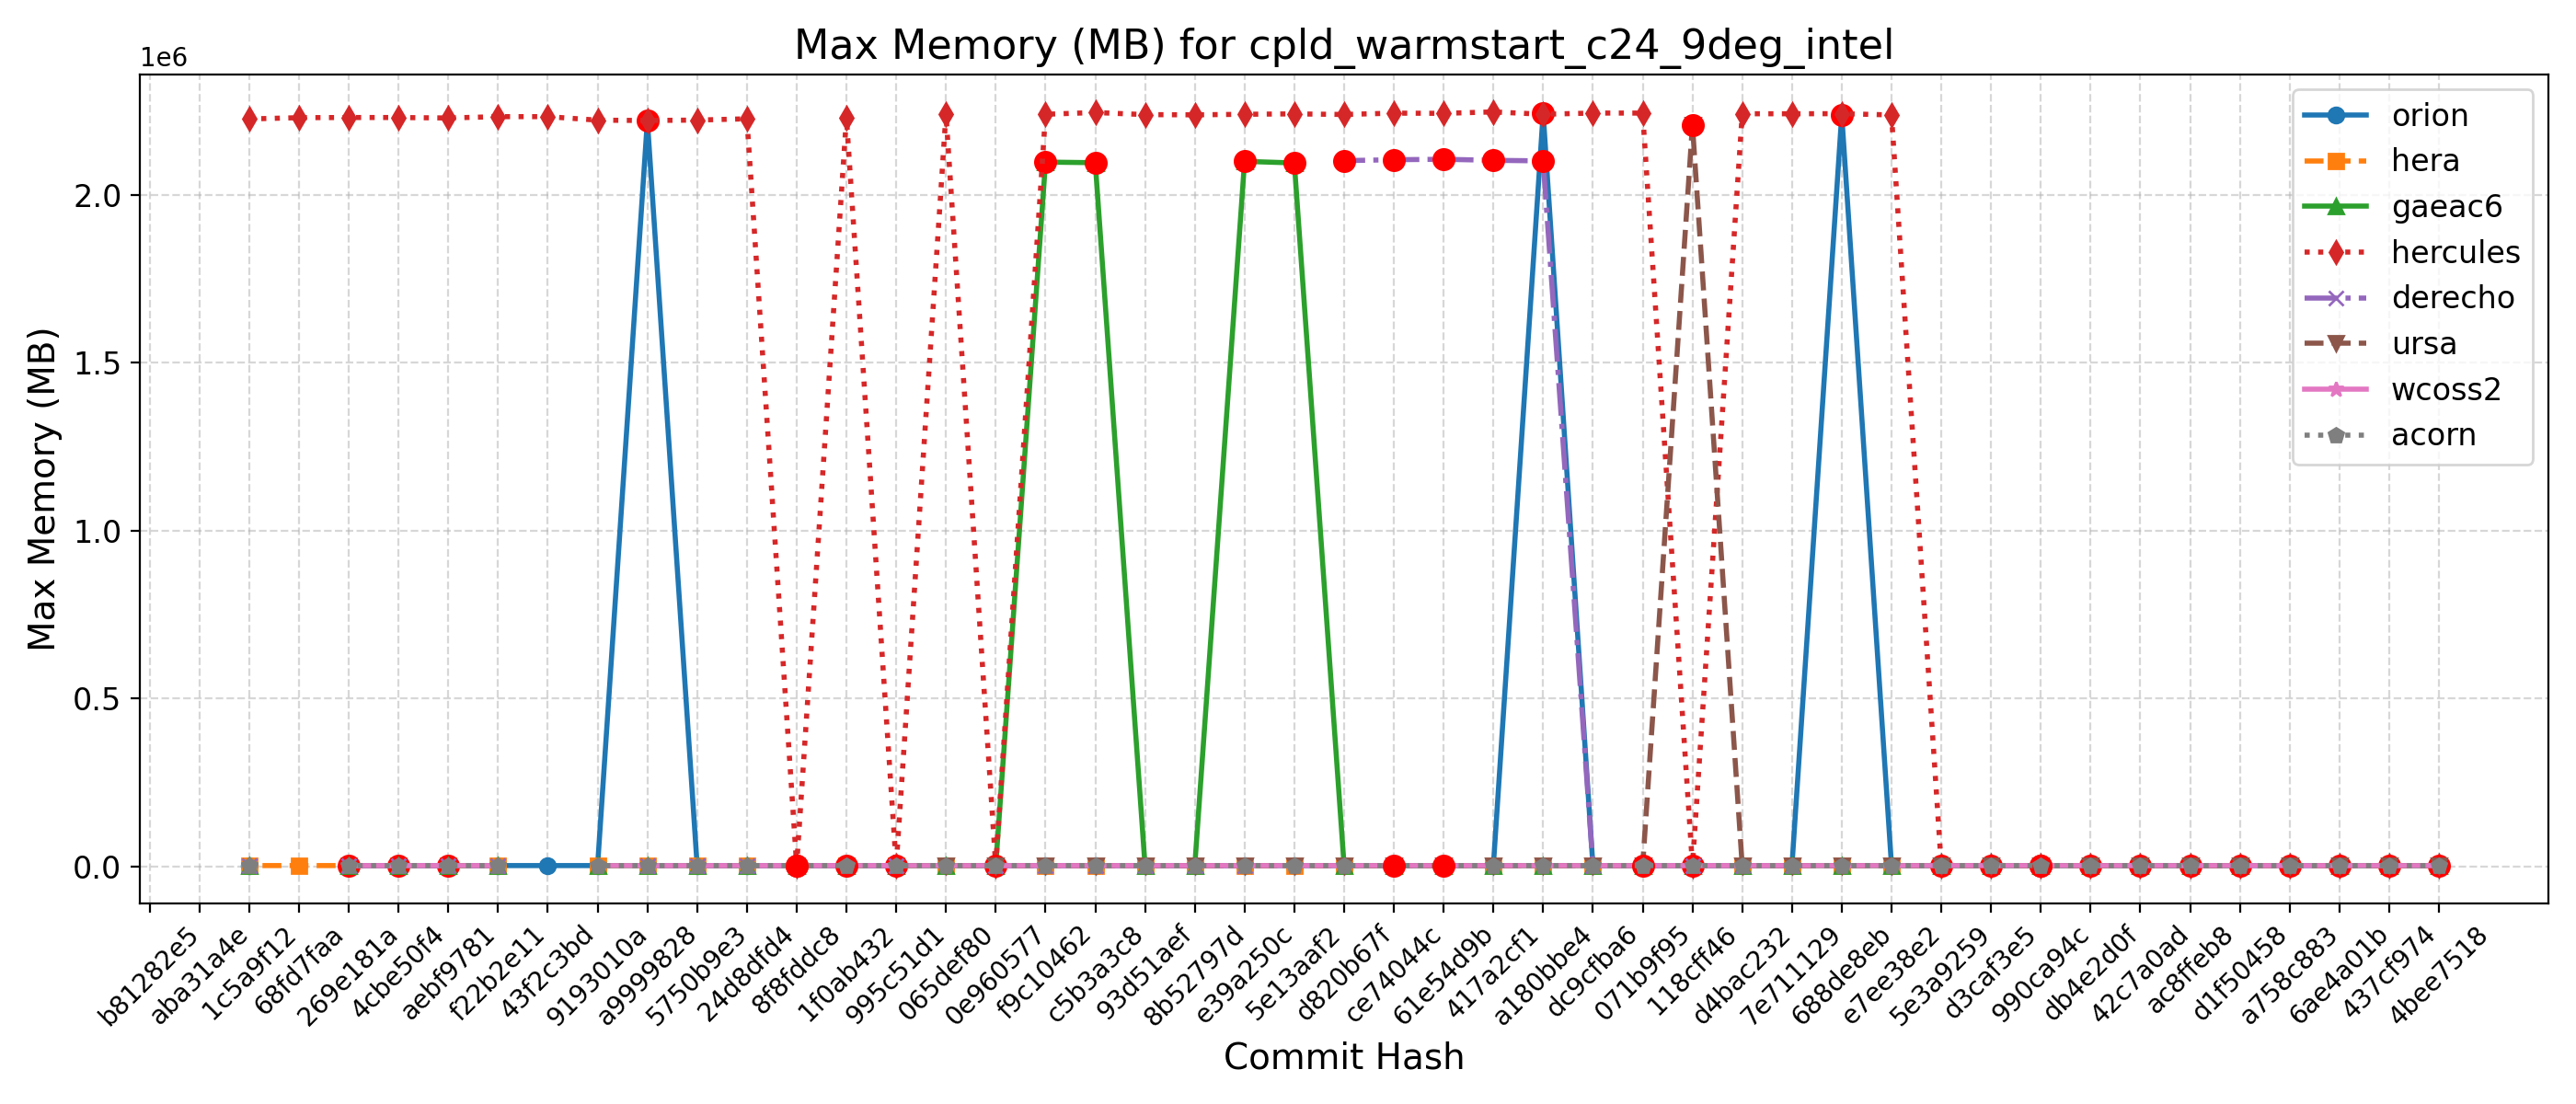 Max Memory (MB) for cpld_warmstart_c24_9deg_intel
1e6
2.0
1.5
1.0
0.5
0.0
Max Memory (MB)
orion
hera
gaeac6
hercules
derecho
ursa
wcoss2
acorn
b81282e5
aba31a4e
1c5a9f12
68fd7faa
269e181a
4cbe50f4
aebf9781
f22b2e11
43f2c3bd
9193010a
a9999828
5750b9e3
24d8dfd4
8f8fddc8
1f0ab432
995c51d1
065def80
0e960577
f9c10462
c5b3a3c8
93d51aef
8b52797d
e39a250c
5e13aaf2
d820b67f
ce74044c
61e54d9b
417a2cf1
a180bbe4
dc9cfba6
071b9f95
118cff46
d4bac232
7e711129
688de8eb
e7ee38e2
5e3a9259
d3caf3e5
990ca94c
db4e2d0f
42c7a0ad
ac8ffeb8
d1f50458
a758c883
6ae4a01b
437cf974
4bee7518
Commit Hash